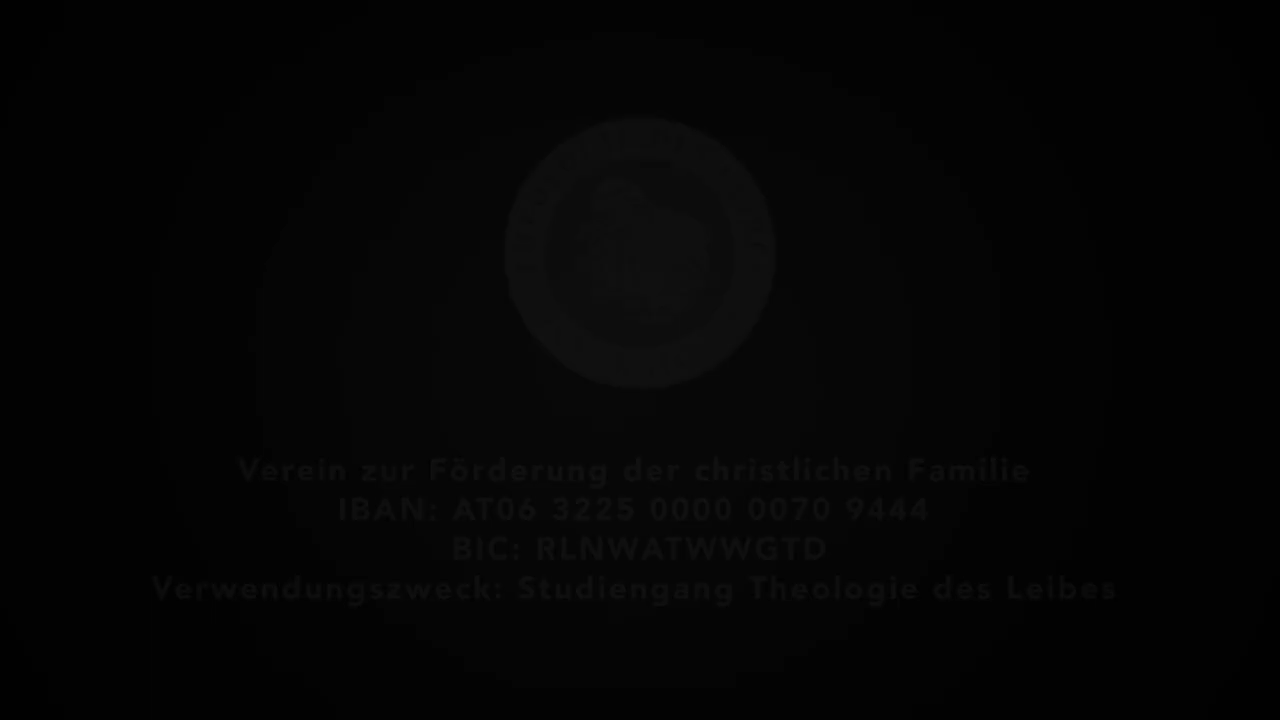 Verein zur Förderung der christlichen Familie
IBAN: AT06 3225 0000 0070 9444
BIC: RLNWATWWGTD
Verwendungszweck: Studiengang Theologie des Leibes